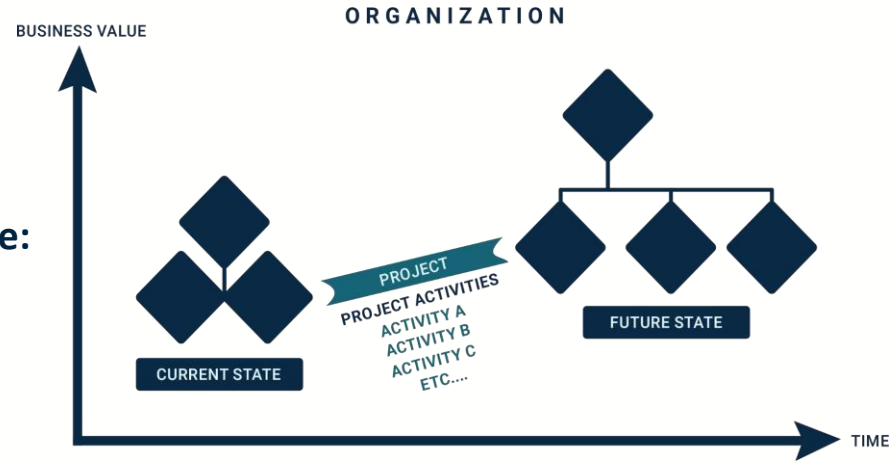 ORGANIZATION
BUSINESS VALUE
e:
PROJECT
PROJECT ACTIVITIES
ACTIVITY A
ACTIVITY B
ACTIVITY C
ETC....
CURRENT STATE
FUTURE STATE
TIME